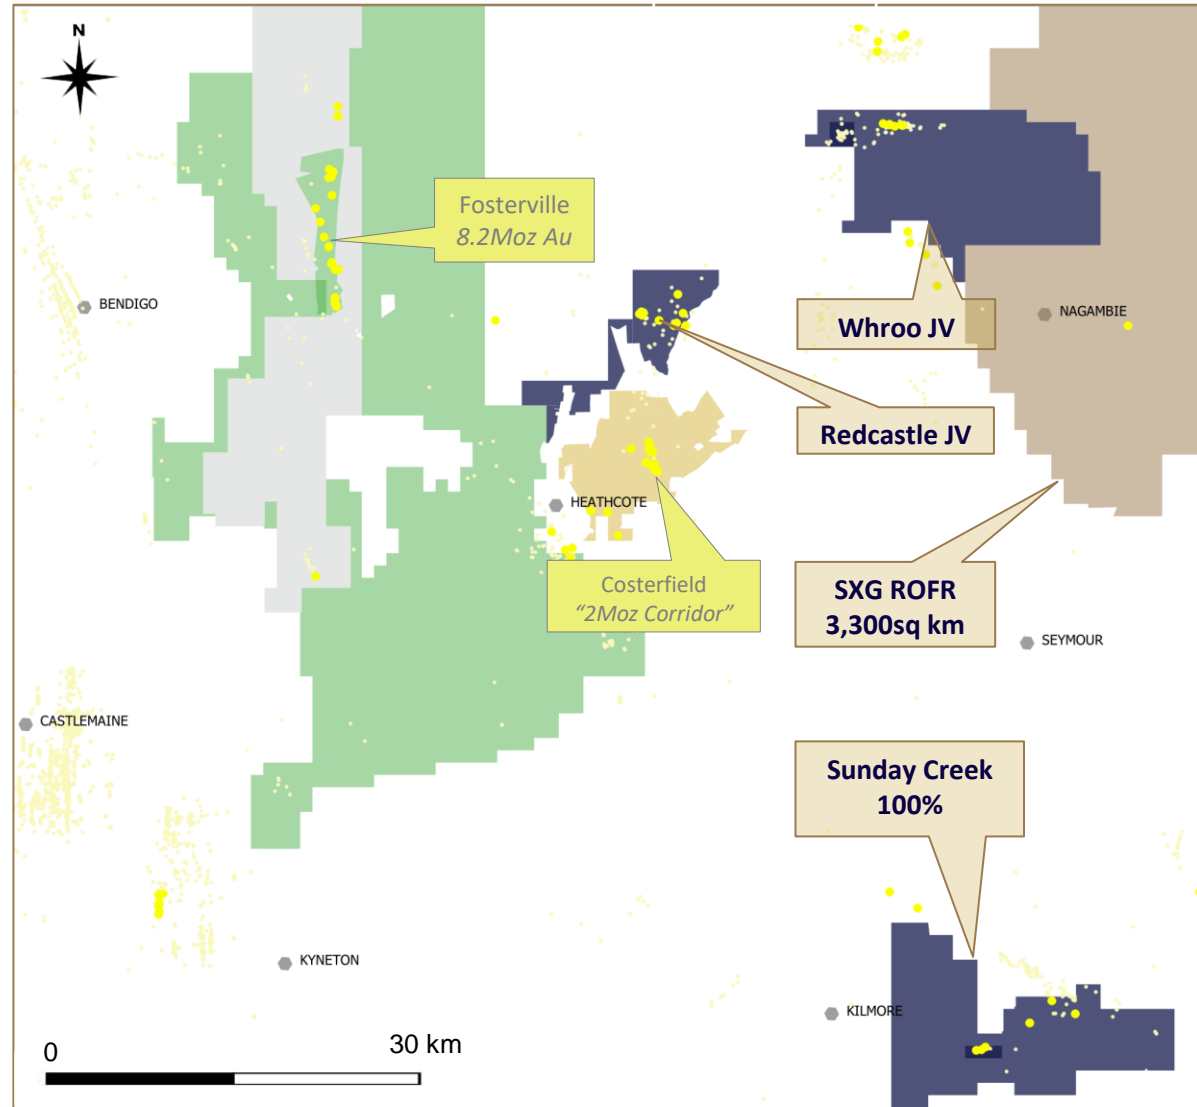 N
Fosterville
8.2Moz Au
BENDIGO
Whroo JV
NAGAMBIE
Redcastle JV
HEATHCOTE
Costerfield
“2Moz Corridor”
SXG ROFR
3,300sq km
SEYMOUR
CASTLEMAINE
Sunday Creek
100%
KYNETON
KILMORE
0
30 km